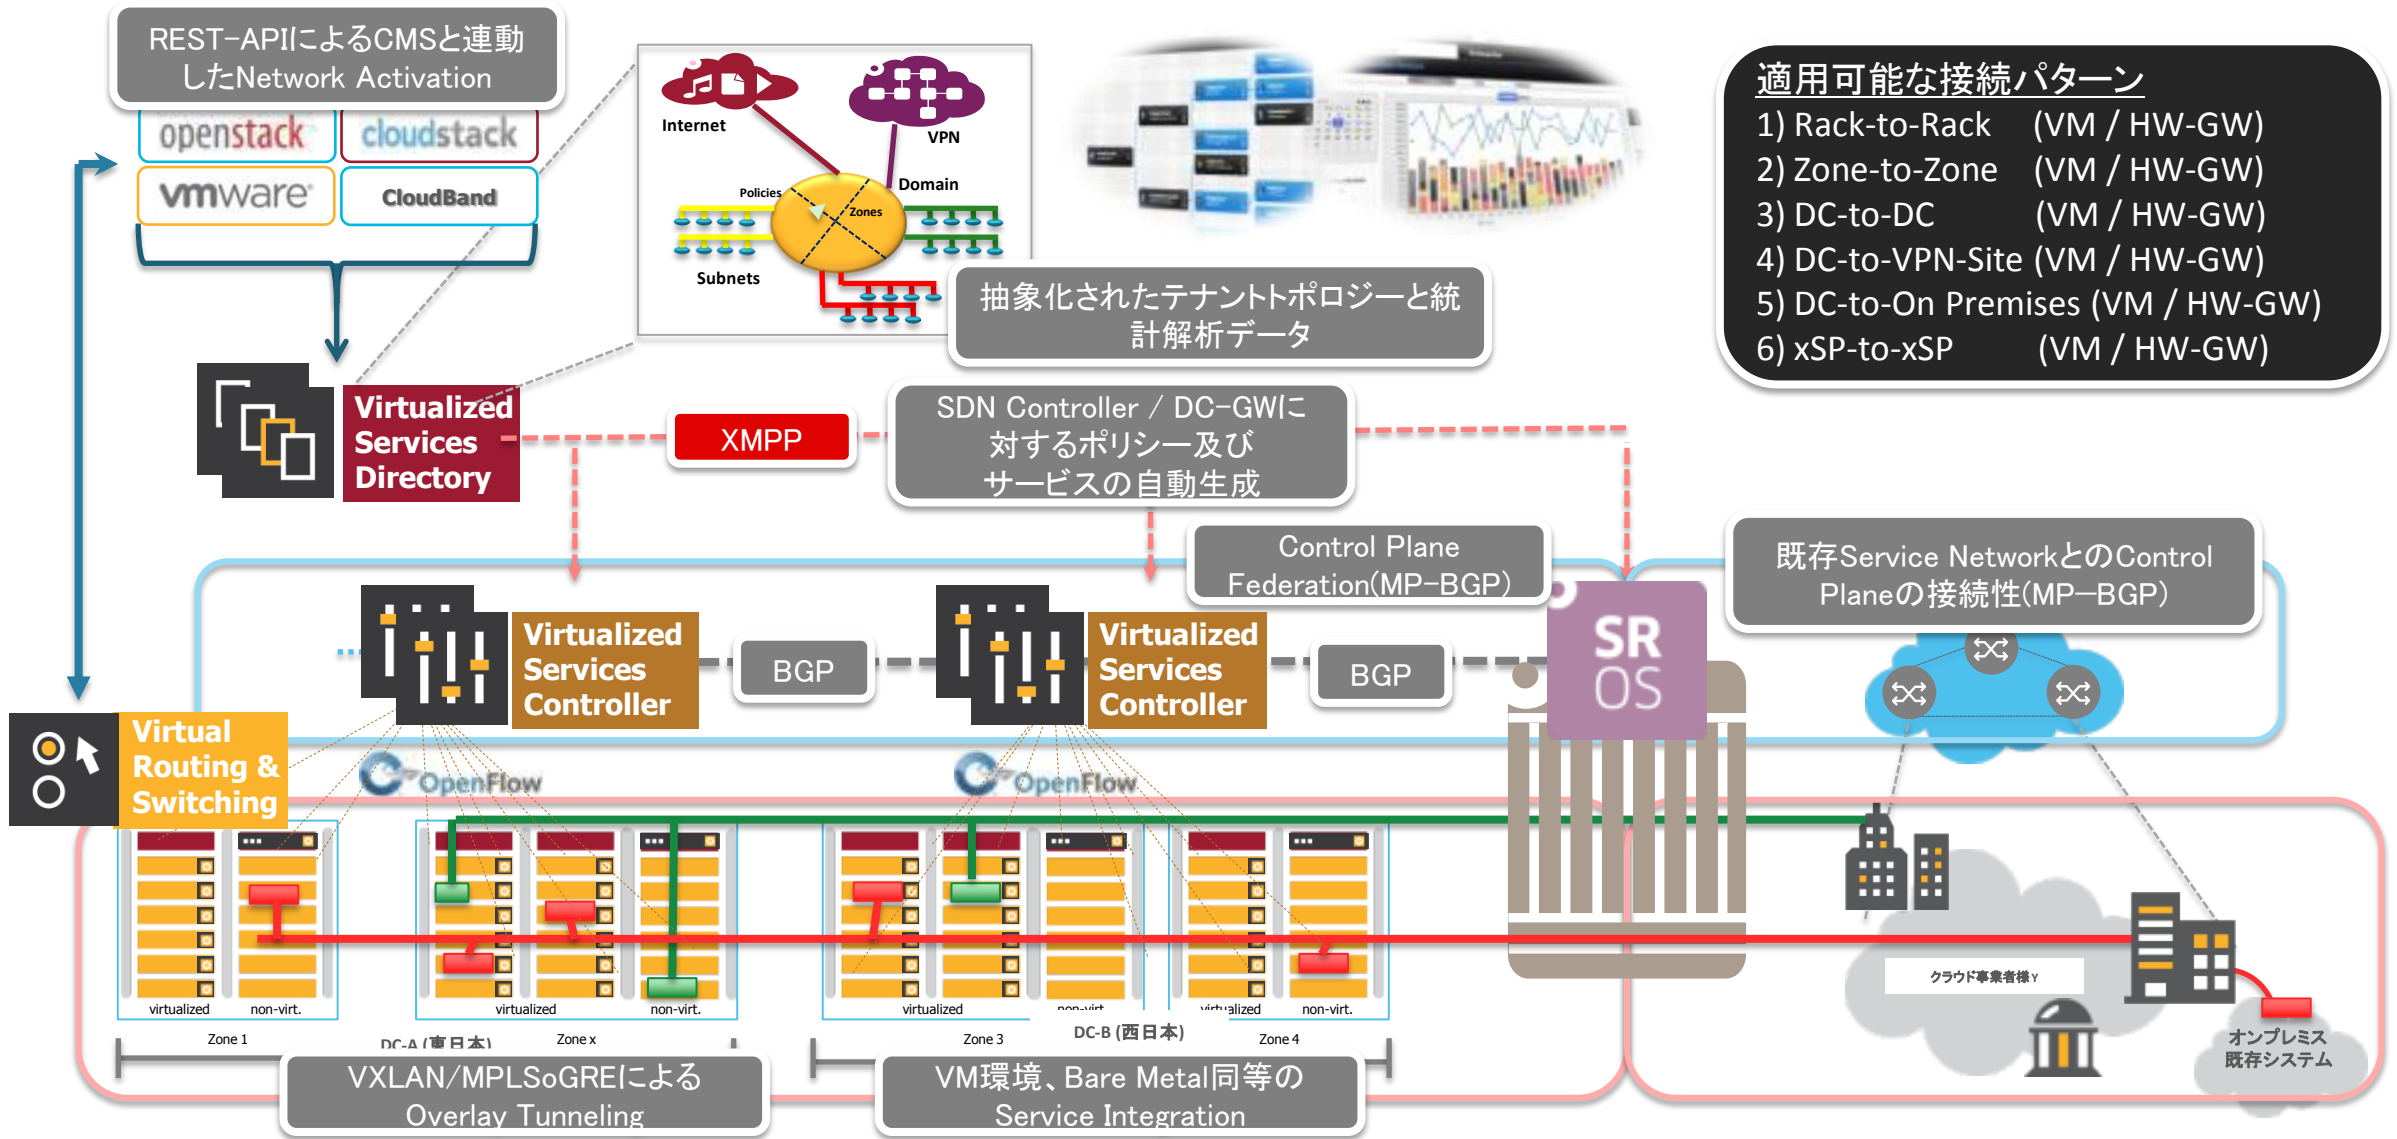 REST-APIによるCMSと連動
したNetwork Activation
openstack
cloudstack
vmware
CloudBand
Internet
VPN
Policies
Domain
Zones
Subnets
抽象化されたテナントトポロジーと統
計解析データ
適用可能な接続パターン
1) Rack-to-Rack (VM / HW-GW)
2) Zone-to-Zone (VM / HW-GW)
3) DC-to-DC (VM / HW-GW)
4) DC-to-VPN-Site (VM / HW-GW)
5) DC-to-On Premises (VM / HW-GW)
6) xSP-to-xSP (VM / HW-GW)
Virtualized
Services
Directory
XMPP
SDN Controller / DC-GWに
対するポリシー及び
サービスの自動生成
Control Plane
Federation(MP-BGP)
既存Service NetworkとのControl
Planeの接続性(MP-BGP)
Virtualized
Services
Controller
BGP
Virtualized
Services
Controller
BGP
SR
OS
Virtual
Routing &
Switching
OpenFlow
OpenFlow
virtualized
non-virt.
virtualized
non-virt.
virtualized
non-virt.
virtualized
non-virt.
Zone 1
DC-A (東日本)
Zone x
Zone 3
DC-B (西日本)
Zone 4
クラウド事業者様Y
オンプレミス
既存システム
VXLAN/MPLSoGREによる
Overlay Tunneling
VM環境、Bare Metal同等の
Service Integration